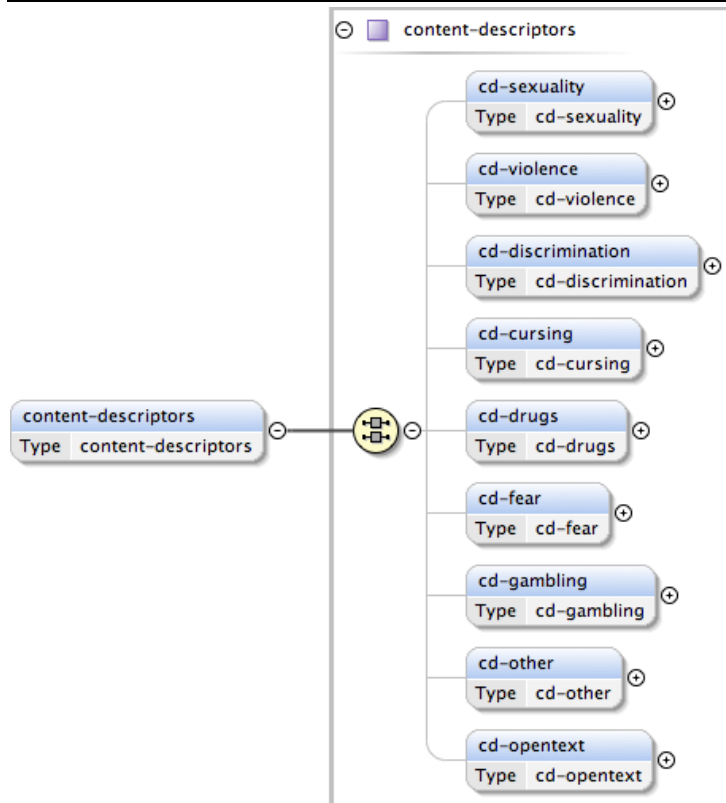 content-descriptors
cd-sexuality
Type cd-sexuality
cd-violence
Type cd-violence
cd-discrimination
Type cd-discrimination
cd-cursing
Type cd-cursing
content-descriptors
Type content-descriptors
cd-drugs
Type cd-drugs
cd-fear
Type cd-fear
cd-gambling
Type cd-gambling
cd-other
Type cd-other
cd-opentext
Type cd-opentext